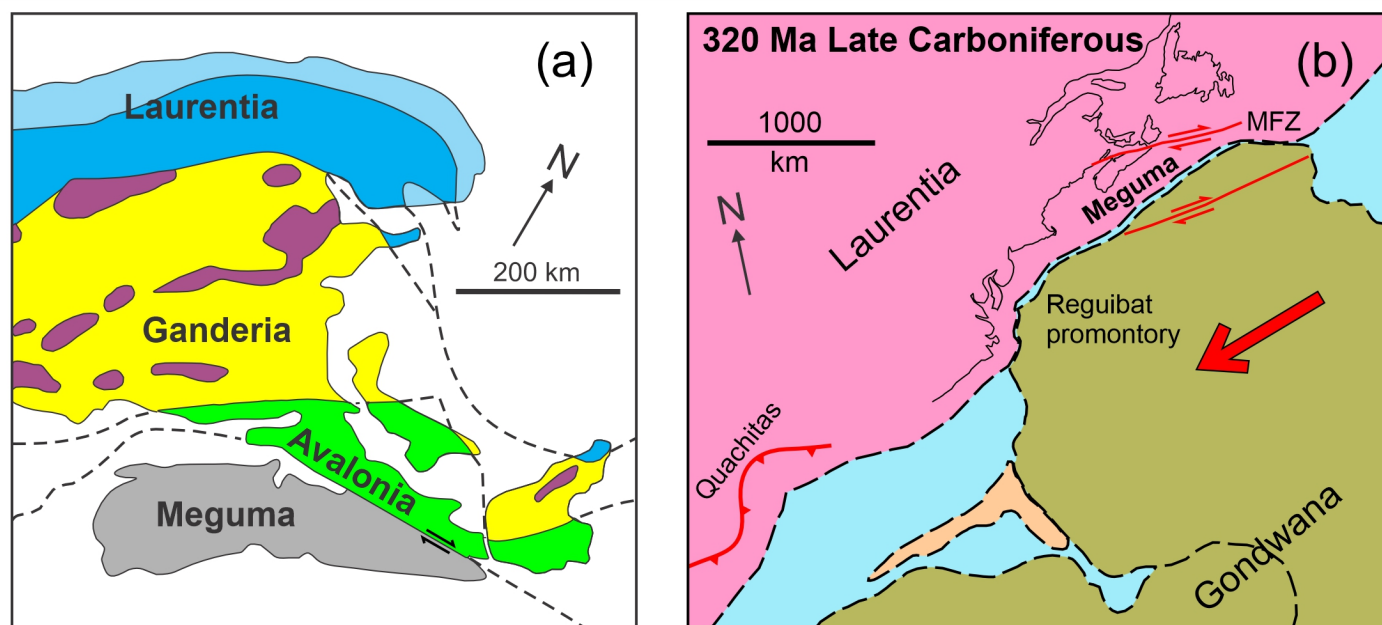 (a)
Laurentia
N
200 km
Ganderia
Avalonia
Meguma
320 Ma Late Carboniferous
(b)
1000
km
MFZ
Meguma
Laurentia
N
Reguibat
promontory
Quachitas
Gondwana